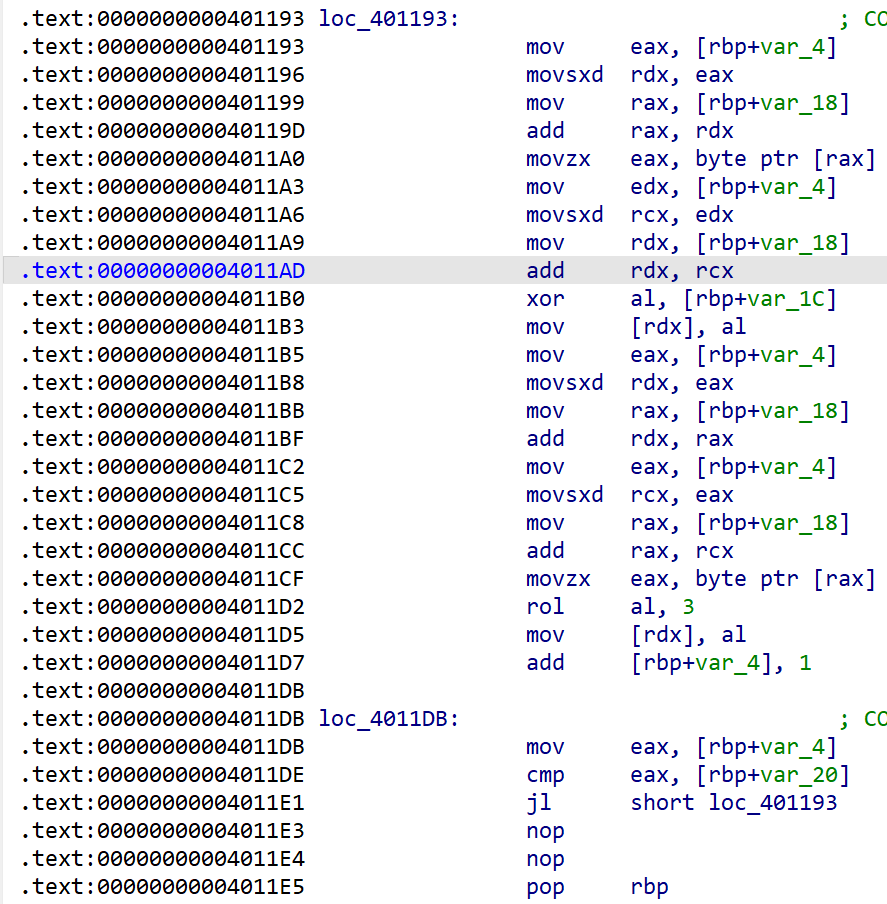 .text:0000000000401193 loc_401193: ; CO
.text:0000000000401193 mov eax, [rbp+var_4]
.text:0000000000401196 movsxd rdx, eax
.text:0000000000401199 mov rax, [rbp+var_18]
.text:000000000040119D add rax, rdx
.text:00000000004011A0 movzx eax, byte ptr [rax]
.text:00000000004011A3 mov edx, [rbp+var_4]
.text:00000000004011A6 movsxd rcx, edx
.text:00000000004011A9 mov rdx, [rbp+var_18]
.text:00000000004011AD add rdx, rcx
.text:00000000004011B0 xor al, [rbp+var_1C]
.text:00000000004011B3 mov [rdx], al
.text:00000000004011B5 mov eax, [rbp+var_4]
.text:00000000004011B8 movsxd rdx, eax
.text:00000000004011BB mov rax, [rbp+var_18]
.text:00000000004011BF add rdx, rax
.text:00000000004011C2 mov eax, [rbp+var_4]
.text:00000000004011C5 movsxd rcx, eax
.text:00000000004011C8 mov rax, [rbp+var_18]
.text:00000000004011CC add rax, rcx
.text:00000000004011CF movzx eax, byte ptr [rax]
.text:00000000004011D2 rol al, 3
.text:00000000004011D5 mov [rdx], al
.text:00000000004011D7 add [rbp+var_4], 1
.text:00000000004011DB
.text:00000000004011DB loc_4011DB: ; CO
.text:00000000004011DB mov eax, [rbp+var_4]
.text:00000000004011DE cmp eax, [rbp+var_20]
.text:00000000004011E1 jl short loc_401193
.text:00000000004011E3 nop
.text:00000000004011E4 nop
.text:00000000004011E5 pop rbp